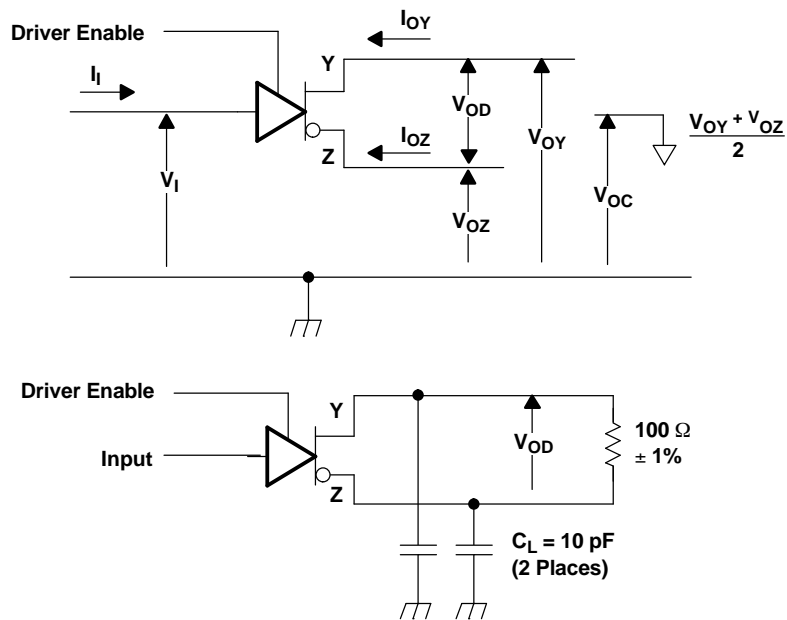 Driver Enable
I_OY
I_I
Y
V_OD
V_OY
V_OY + V_OZ
2
I_OZ
Z
V_I
V_OZ
V_OC
Driver Enable
Y
Input
V_OD
100 Ω
± 1%
Z
C_L = 10 pF
(2 Places)